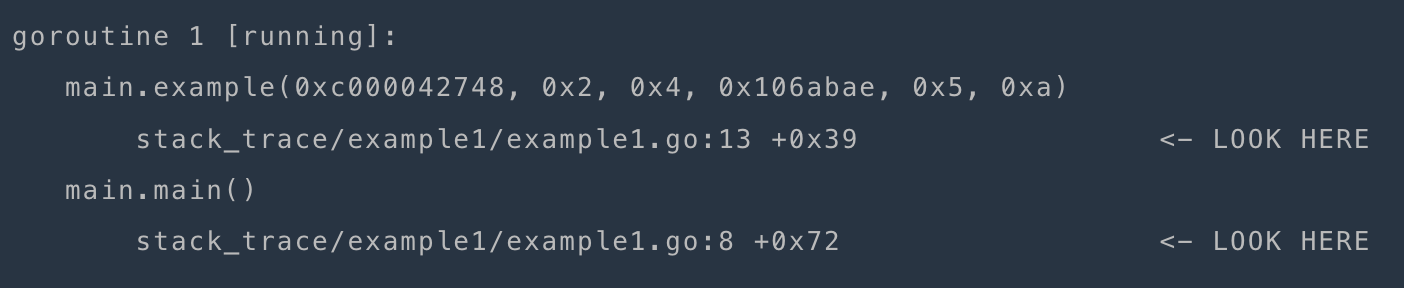 goroutine 1 [running]:
   main.example(0xc000042748, 0x2, 0x4, 0x106abae, 0x5, 0xa)
       stack_trace/example1/example1.go:13 +0x39                 <- LOOK HERE
   main.main()
       stack_trace/example1/example1.go:8 +0x72                  <- LOOK HERE